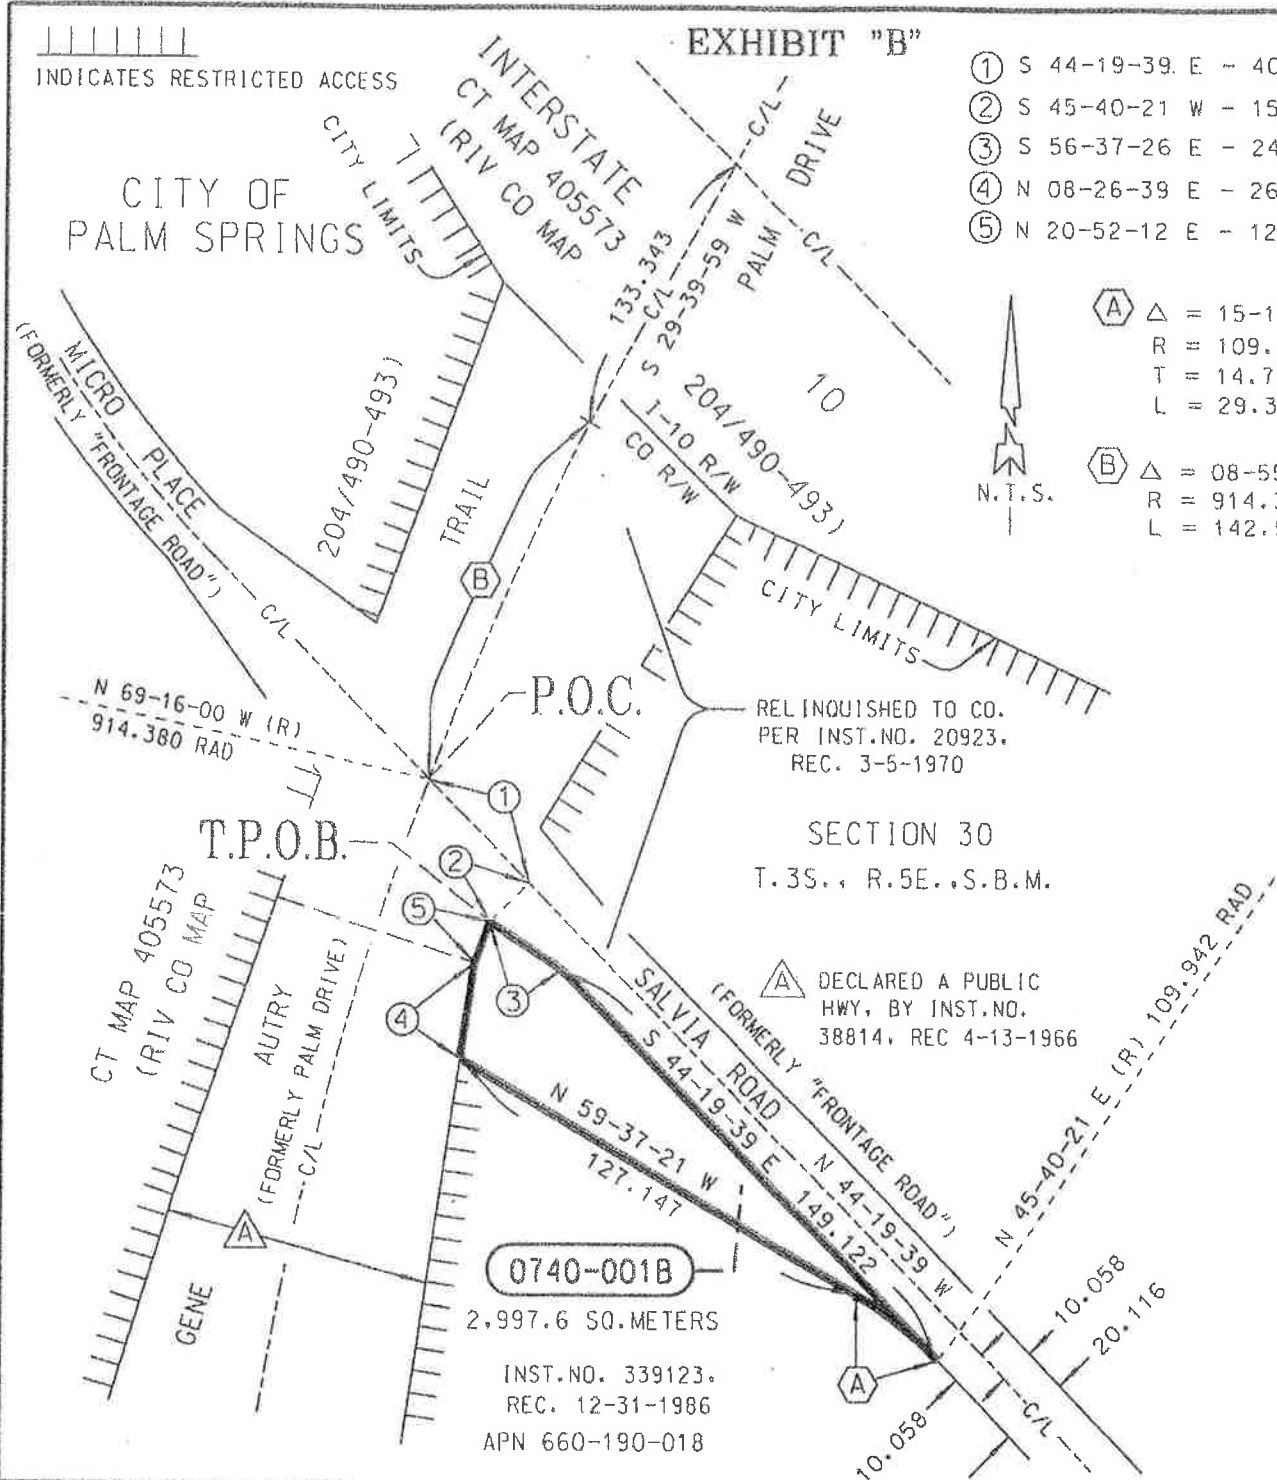 EXHIBIT "B"
INDICATES RESTRICTED ACCESS
CITY OF
PALM SPRINGS
CITY LIMITS
INTERSTATE
CT MAP 405573
(RIV CO MAP
204/490-493)
10
204/490-493)
I-10 R/W
CO R/W
PALM DRIVE
C/L
C/L
133.343
C/L
S 29-39-59 W
① S 44-19-39 E - 40
② S 45-40-21 W - 15
③ S 56-37-26 E - 24
④ N 08-26-39 E - 26
⑤ N 20-52-12 E - 12
A △ = 15-1
R = 109.
T = 14.7
L = 29.3
B △ = 08-5
R = 914.
L = 142.
N.T.S.
MICRO PLACE
(FORMERLY "FRONTAGE ROAD")
C/L
TRAIL
B
CITY LIMITS
N 69-16-00 W (R)
914.380 RAD
P.O.C.
RELINQUISHED TO CO.
PER INST.NO. 20923,
REC. 3-5-1970
SECTION 30
T.3S., R.5E., S.B.M.
T.P.O.B.
1
2
5
3
4
CT MAP 405573
(RIV CO MAP
GENE AUTRY
(FORMERLY PALM DRIVE)
C/L
A
A DECLARED A PUBLIC
HWY, BY INST.NO.
38814, REC 4-13-1966
SALVIA ROAD
(FORMERLY "FRONTAGE ROAD")
S 44-19-39 E 149.122
N 44-19-39 W
N 59-37-21 W
127.147
N 45-40-21 E (R) 109.942 RAD
0740-001B
2,997.6 SQ.METERS
INST.NO. 339123,
REC. 12-31-1986
APN 660-190-018
A
10.058
20.116
10.058
C/L